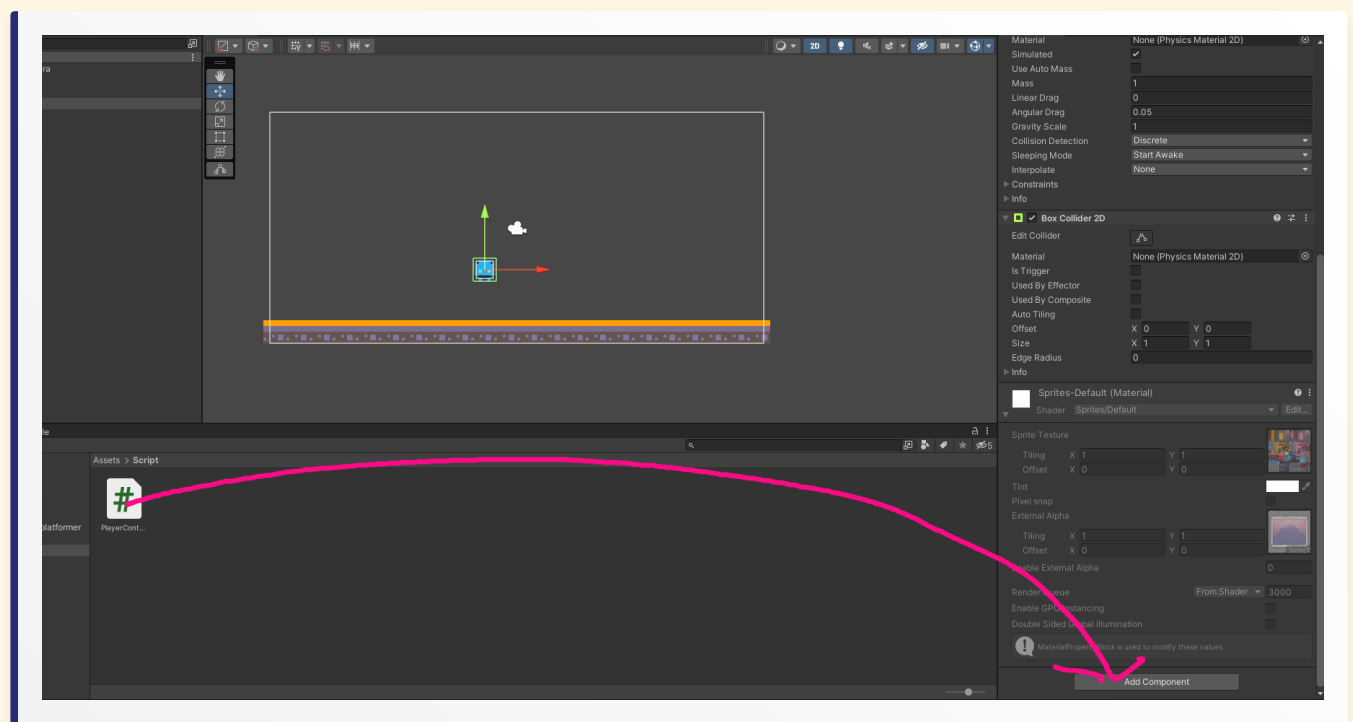 2D
ra
Material None (Physics Material 2D)
Simulated
Use Auto Mass
Mass 1
Linear Drag 0
Angular Drag 0.05
Gravity Scale 1
Collision Detection Discrete
Sleeping Mode Start Awake
Interpolate None
Constraints
Info
Box Collider 2D
Edit Collider
Material None (Physics Material 2D)
Is Trigger
Used By Effector
Used By Composite
Auto Tiling
Offset X 0 Y 0
Size X 1 Y 1
Edge Radius 0
Info
Sprites-Default (Material)
Shader Sprites/Default Edit...
Sprite Texture
Tiling X 1 Y 1
Offset X 0 Y 0
Select
Tint
Pixel snap
External Alpha
Tiling X 1 Y 1
Offset X 0 Y 0
Select
Enable External Alpha 0
Render Queue From Shader 3000
Enable GPU Instancing
Double Sided Global Illumination
MaterialPropertyBlock is used to modify these values
Add Component
le
5
Assets > Script
#
platformer
PlayerCont...